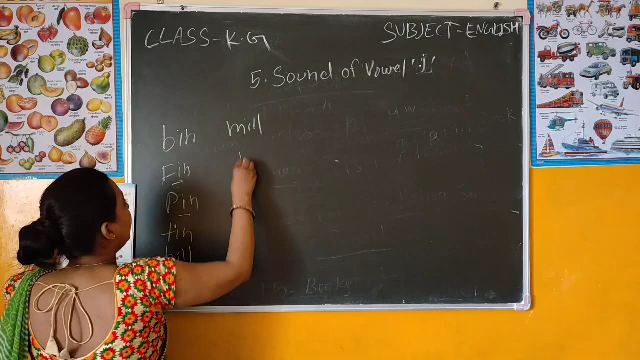 CLASS-K.G
SUBJECT-ENGLISH
5. Sound of Vowel 'i'
bin
Fin
Pin
tin
mill